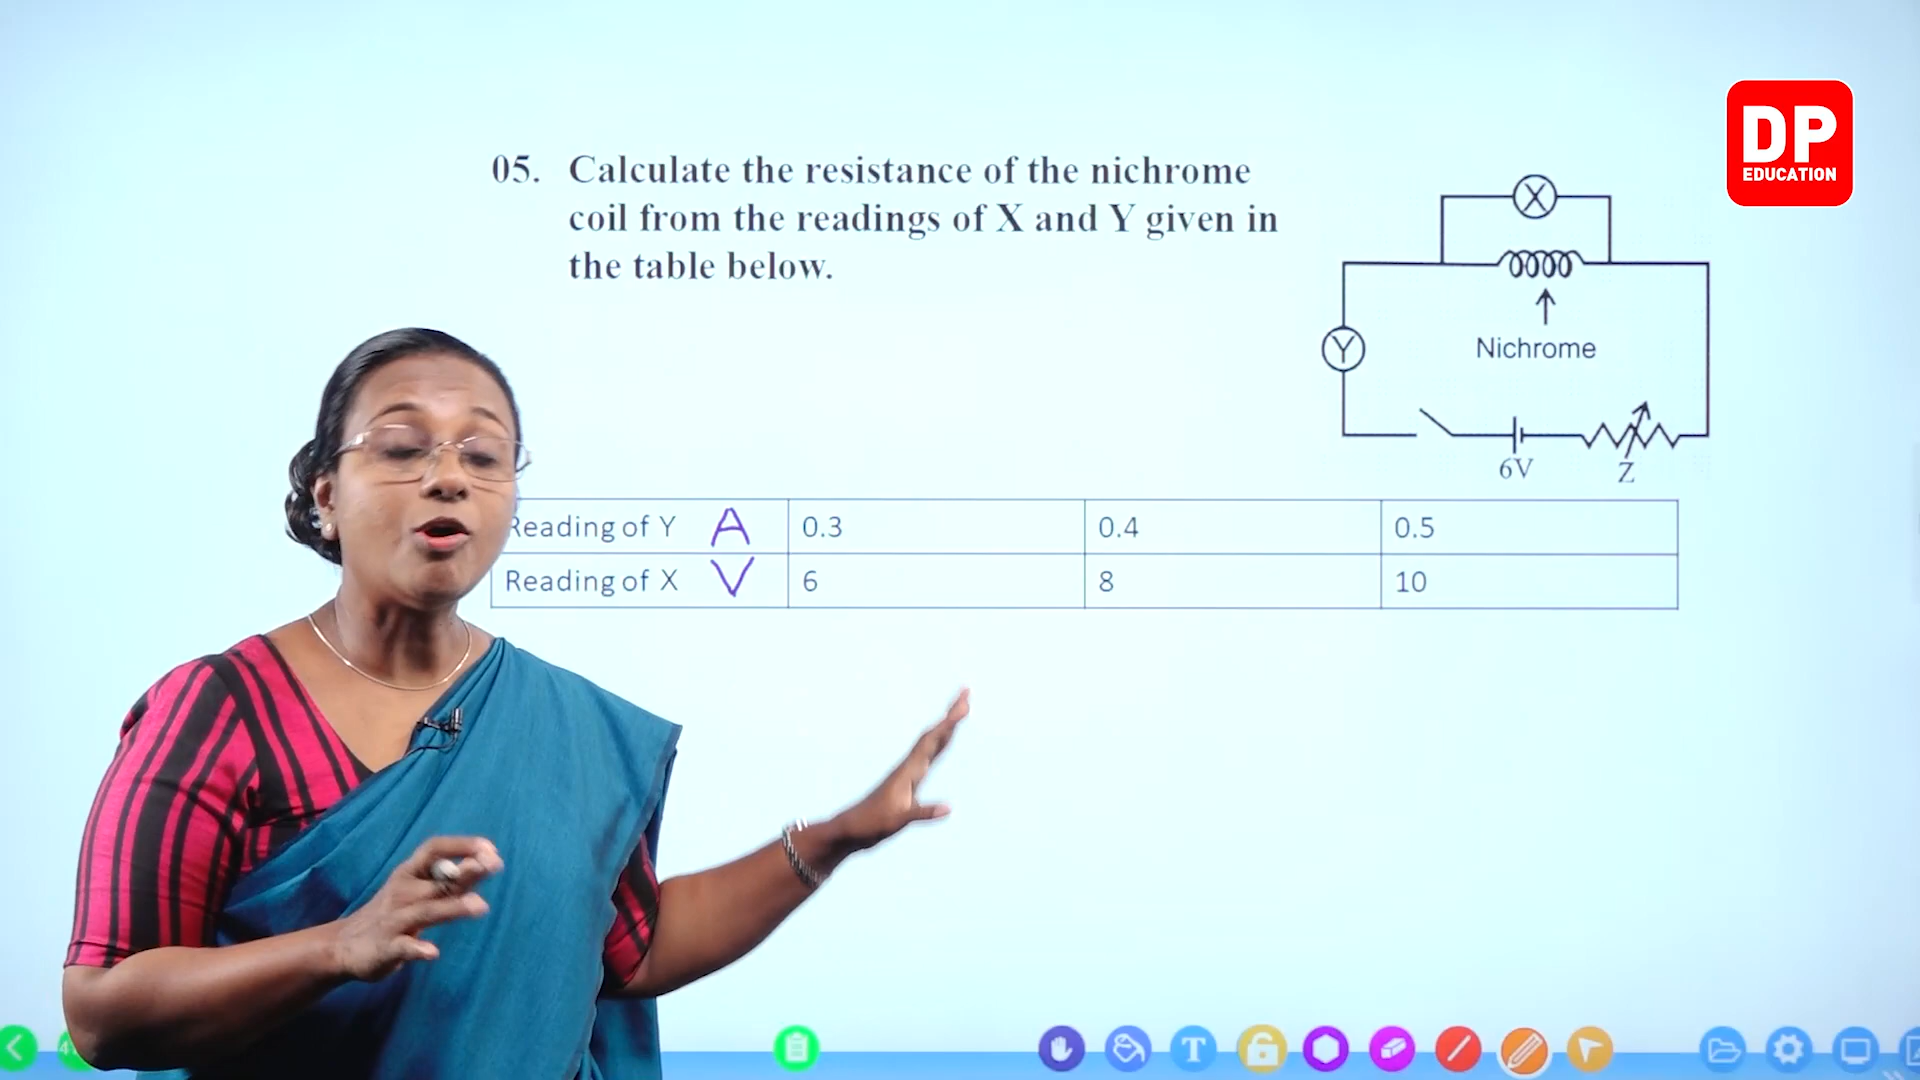 DP
EDUCATION
05. Calculate the resistance of the nichrome
coil from the readings of X and Y given in
the table below.
X
Y
Nichrome
6V
Z
Reading of Y A 0.3 0.4 0.5
Reading of X V 6 8 10
T